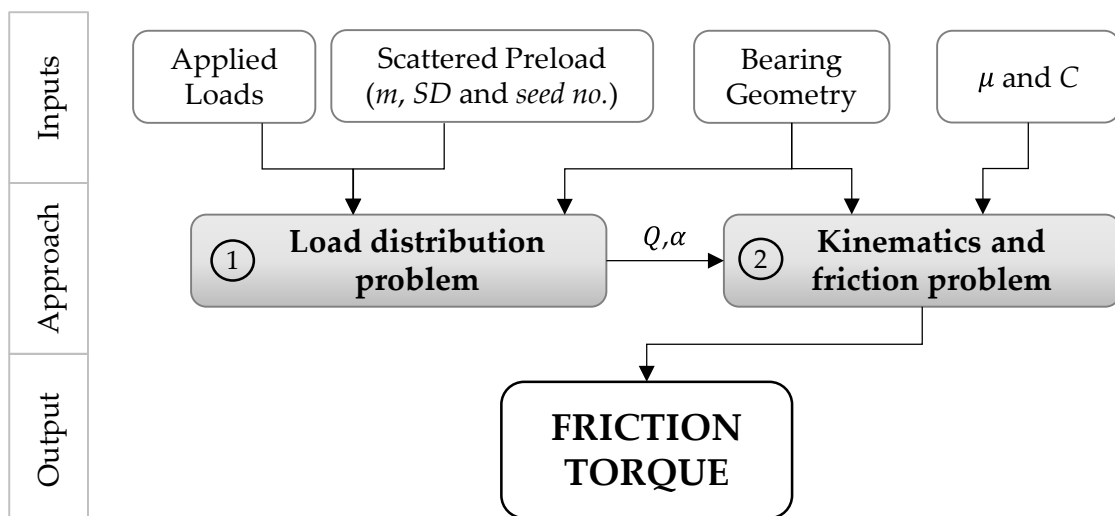 Inputs
Applied
Loads
Scattered Preload
(m, SD and seed no.)
Bearing
Geometry
μ and C
Approach
1
Load distribution
problem
Q,α
2
Kinematics and
friction problem
Output
FRICTION
TORQUE